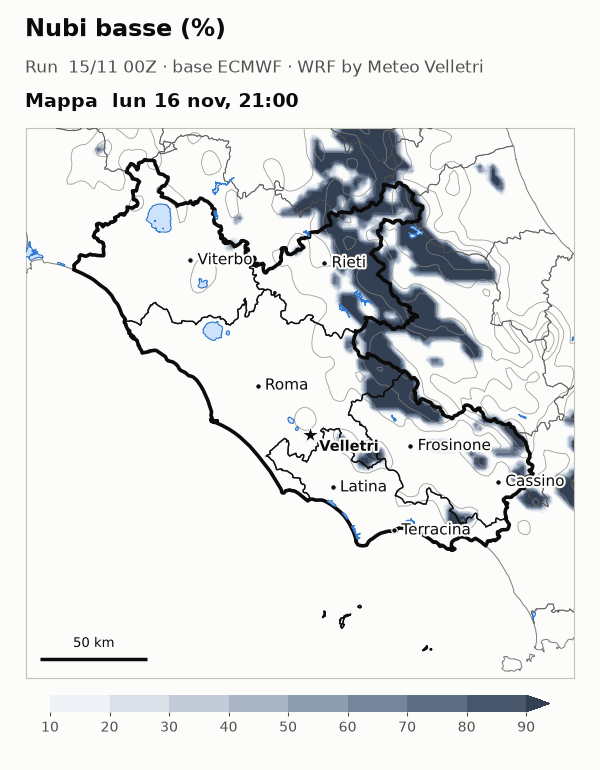 Nubi basse (%)
Run  15/11 00Z · base ECMWF · WRF by Meteo Velletri
Mappa  lun 16 nov, 21:00
Viterbo
Rieti
Roma
Velletri
Frosinone
Latina
Cassino
Terracina
50 km
10 20 30 40 50 60 70 80 90